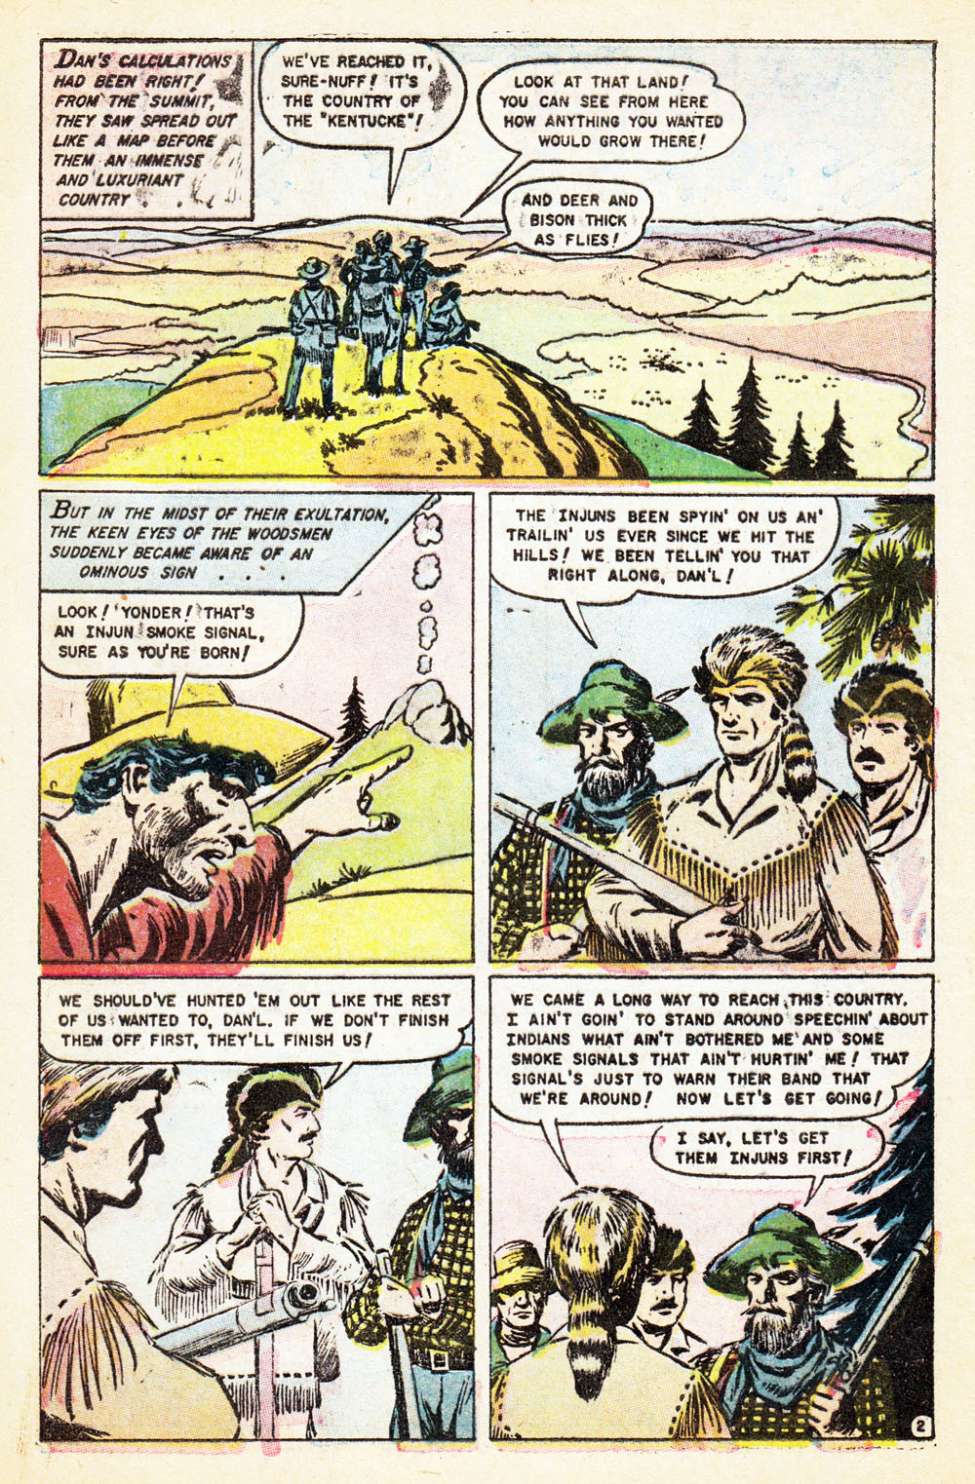 DAN'S CALCULATIONS
HAD BEEN RIGHT!
FROM THE SUMMIT,
THEY SAW SPREAD OUT
LIKE A MAP BEFORE
THEM AN IMMENSE
AND LUXURIANT
COUNTRY . . .
WE'VE REACHED IT,
SURE-NUFF! IT'S
THE COUNTRY OF
THE "KENTUCKE"!
LOOK AT THAT LAND!
YOU CAN SEE FROM HERE
HOW ANYTHING YOU WANTED
WOULD GROW THERE!
AND DEER AND
BISON THICK
AS FLIES!
BUT IN THE MIDST OF THEIR EXULTATION,
THE KEEN EYES OF THE WOODSMEN
SUDDENLY BECAME AWARE OF AN
OMINOUS SIGN . . . .
LOOK! 'YONDER! THAT'S
AN INJUN SMOKE SIGNAL,
SURE AS YOU'RE BORN!
THE INJUNS BEEN SPYIN' ON US AN'
TRAILIN' US EVER SINCE WE HIT THE
HILLS! WE BEEN TELLIN' YOU THAT
RIGHT ALONG, DAN'L!
WE SHOULD'VE HUNTED 'EM OUT LIKE THE REST
OF US WANTED TO, DAN'L. IF WE DON'T FINISH
THEM OFF FIRST, THEY'LL FINISH US!
WE CAME A LONG WAY TO REACH THIS COUNTRY.
I AIN'T GOIN' TO STAND AROUND SPEECHIN' ABOUT
INDIANS WHAT AIN'T BOTHERED ME AND SOME
SMOKE SIGNALS THAT AIN'T HURTIN' ME! THAT
SIGNAL'S JUST TO WARN THEIR BAND THAT
WE'RE AROUND! NOW LET'S GET GOING!
I SAY, LET'S GET
THEM INJUNS FIRST!
2